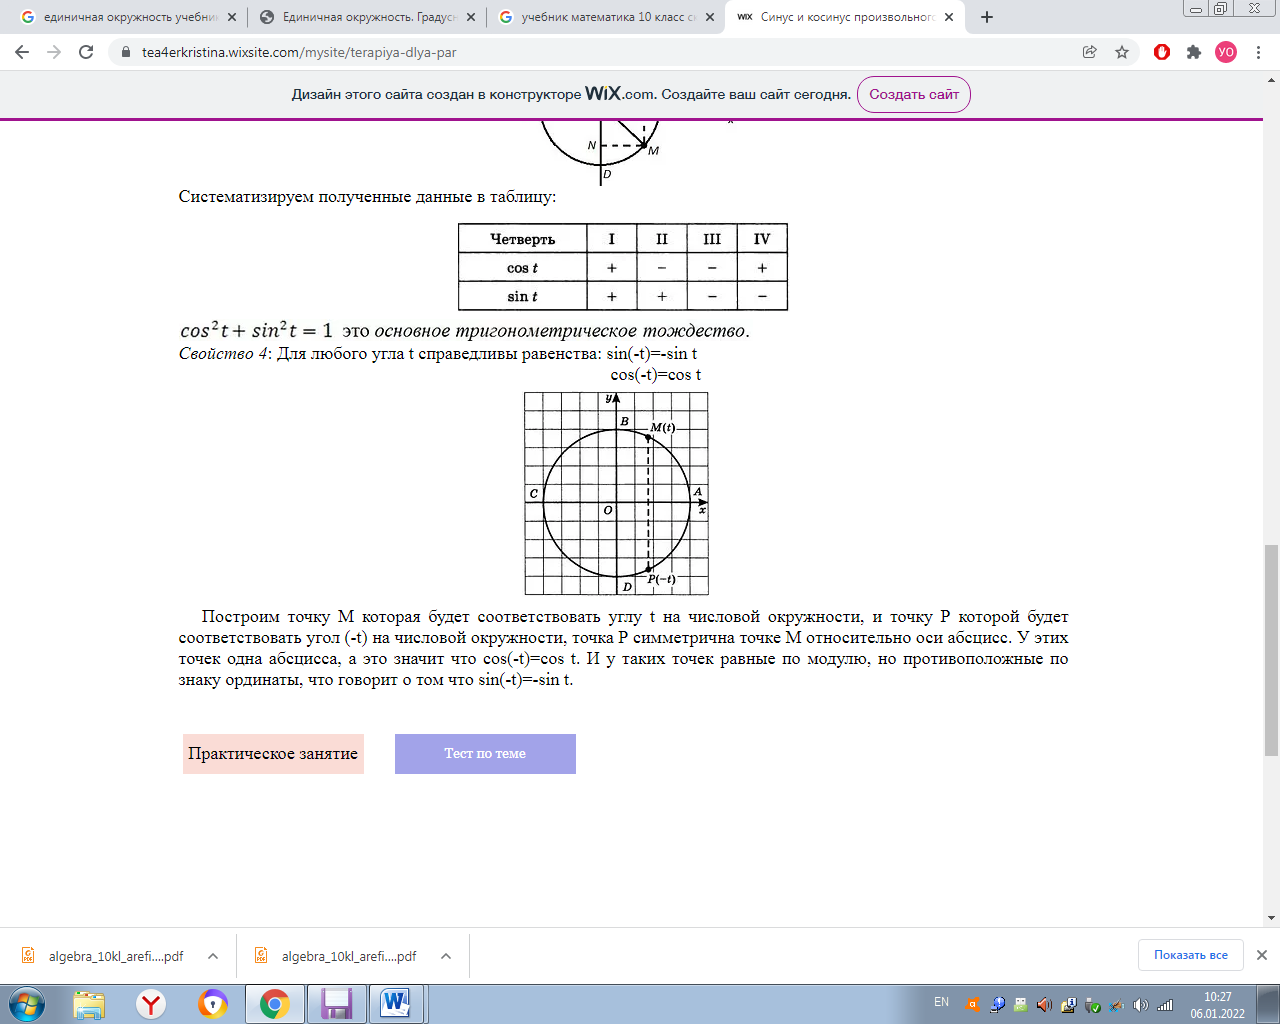 единичная окружность учебни
Единичная окружность. Градус
учебник математика 10 класс с
WIX Синус и косинус произвольног
tea4erkristina.wixsite.com/mysite/terapiya-dlya-par
УО
Дизайн этого сайта создан в конструкторе WiX.com. Создайте ваш сайт сегодня.
Создать сайт
N
M
D
Систематизируем полученные данные в таблицу:
Четверть I II III IV
cos t + − − +
sin t + + − −
cos²t + sin²t = 1 это основное тригонометрическое тождество.
Свойство 4: Для любого угла t справедливы равенства: sin(-t)=-sin t
cos(-t)=cos t
y
B
M(t)
C
A
O
x
D
P(−t)
Построим точку М которая будет соответствовать углу t на числовой окружности, и точку Р которой будет
соответствовать угол (-t) на числовой окружности, точка Р симметрична точке М относительно оси абсцисс. У этих
точек одна абсцисса, а это значит что cos(-t)=cos t. И у таких точек равные по модулю, но противоположные по
знаку ординаты, что говорит о том что sin(-t)=-sin t.
Практическое занятие
Тест по теме
algebra_10kl_arefi....pdf
algebra_10kl_arefi....pdf
Показать все
EN
10:27
06.01.2022